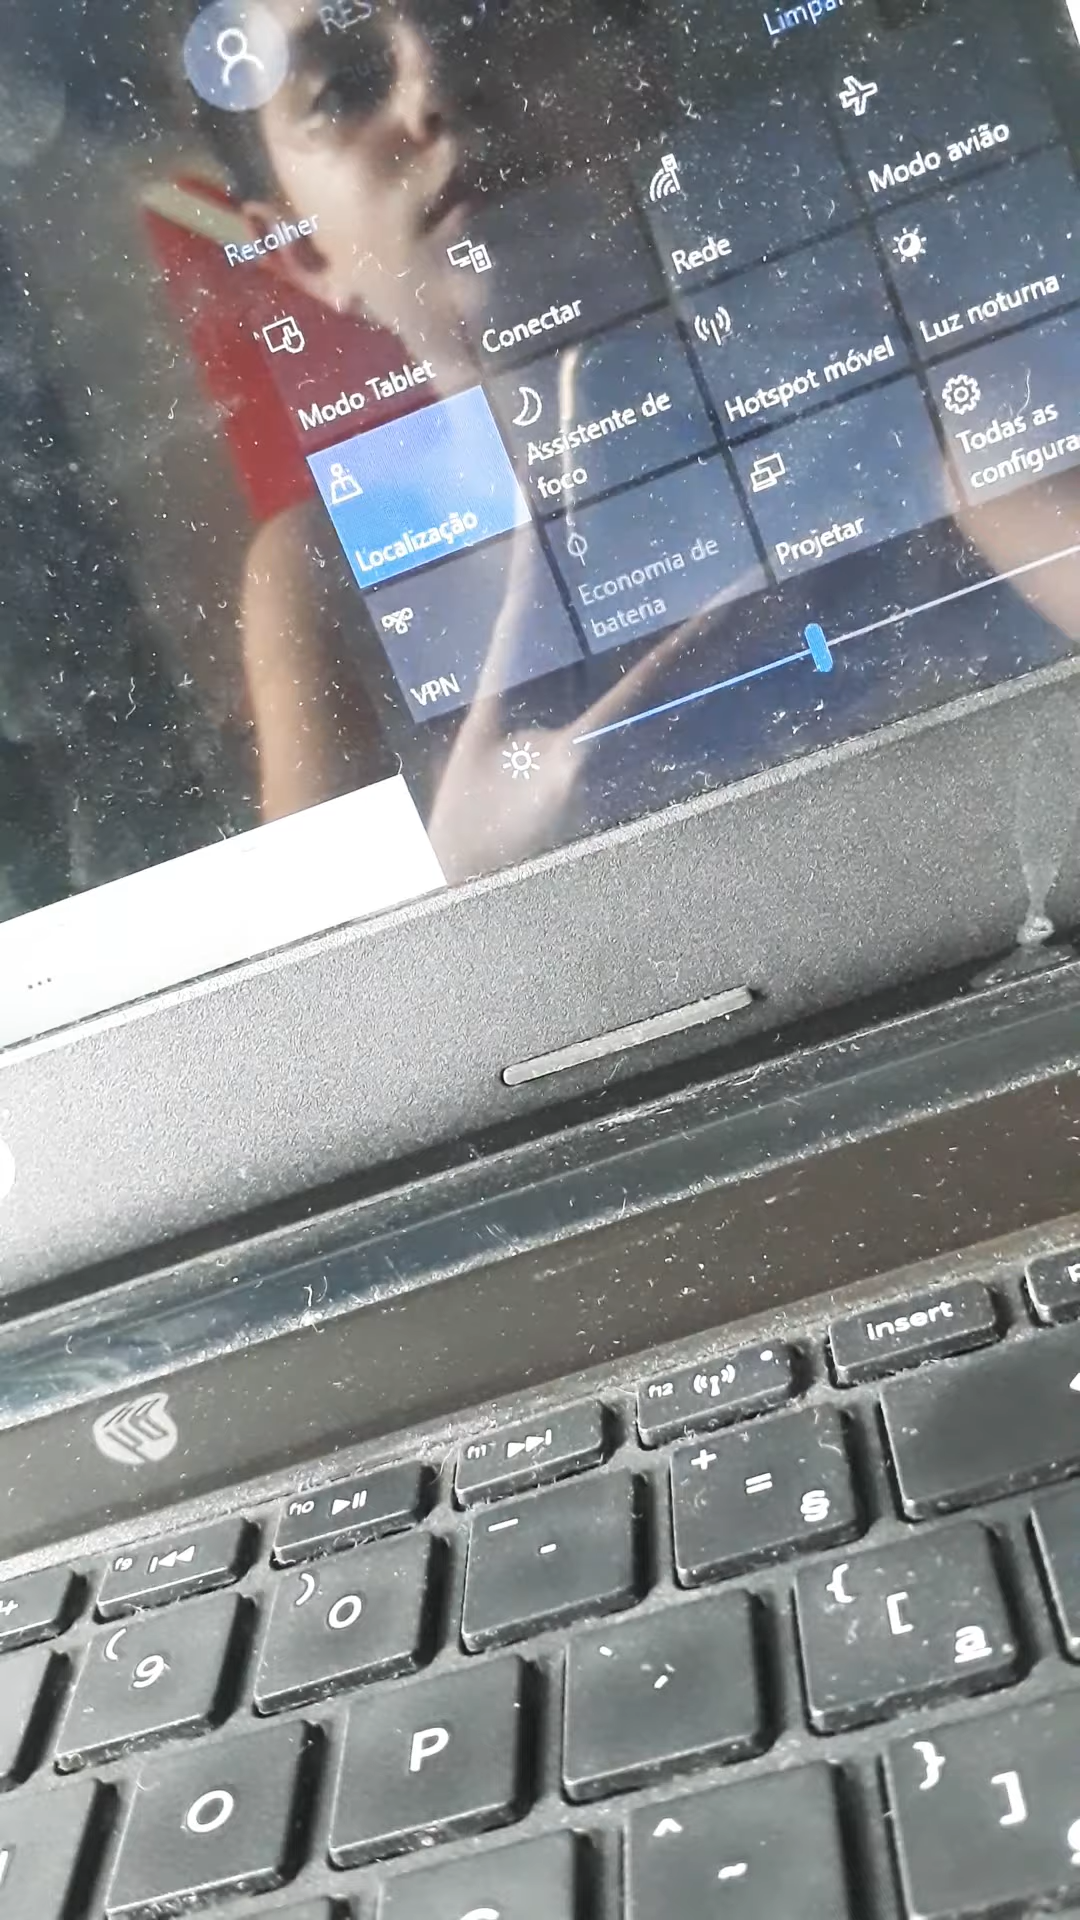 RES
Limpar
Modo avião
Rede
Recolher
Conectar
Luz noturna
Modo Tablet
Hotspot móvel
Assistente de
foco
Todas as
configura
Localização
Projetar
Economia de
bateria
VPN
...
insert
f12
f11
f10
f9
+
=
§
-
)
0
(
9
{
[
ª
P
O
}
]
^
~